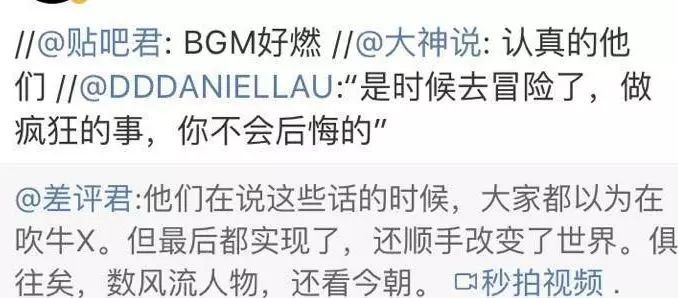 //@贴吧君: BGM好燃 //@大神说: 认真的他
们 //@DDDANIELLAU:“是时候去冒险了，做
疯狂的事，你不会后悔的”
@差评君:他们在说这些话的时候，大家都以为在
吹牛X。但最后都实现了，还顺手改变了世界。俱
往矣，数风流人物，还看今朝。 秒拍视频 .